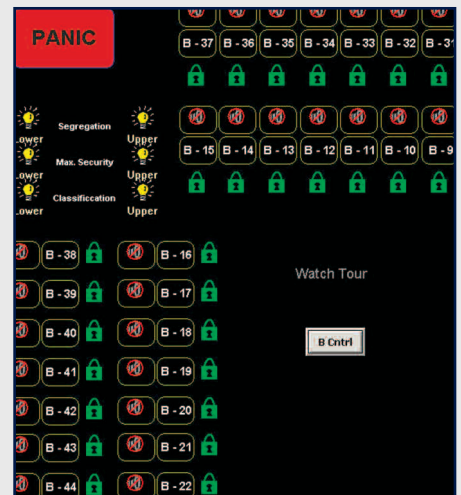 PANIC
B - 37 B - 36 B - 35 B - 34 B - 33 B - 32 B - 31
Lower Segregation Upper
Lower Max. Security Upper
Lower Classificcation Upper
B - 15 B - 14 B - 13 B - 12 B - 11 B - 10 B - 9
B - 38 B - 16
Watch Tour
B - 39 B - 17
B - 40 B - 18
B Cntrl
B - 41 B - 19
B - 42 B - 20
B - 43 B - 21
B - 44 B - 22